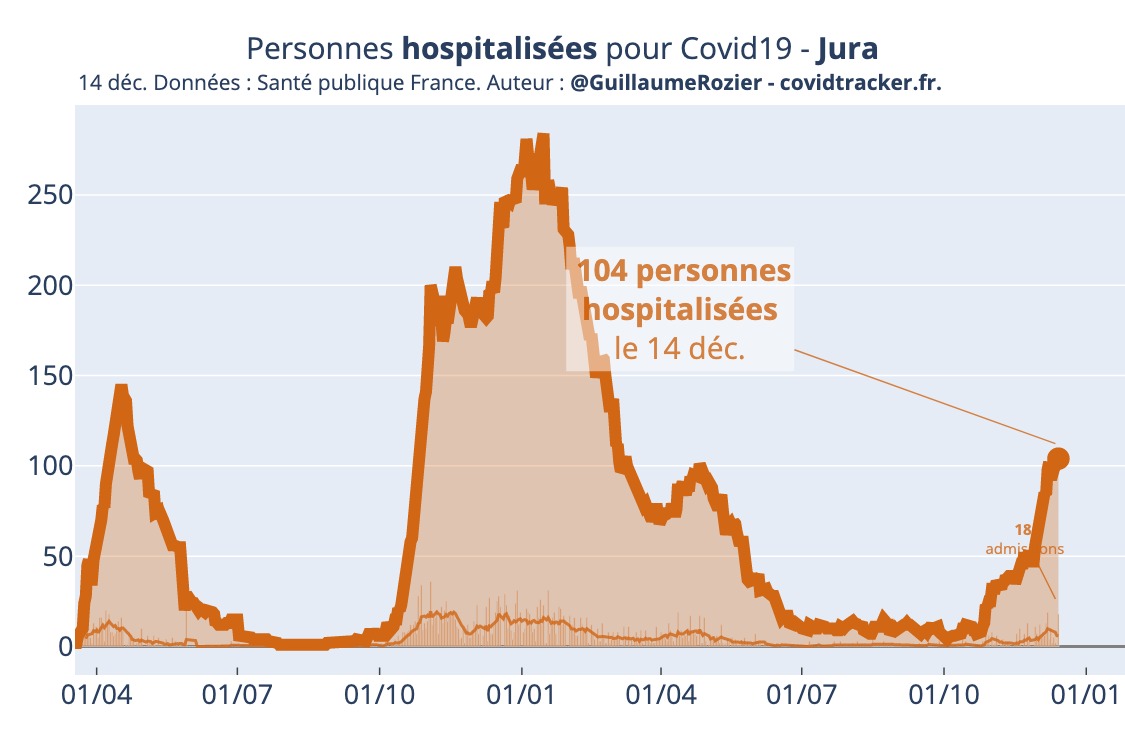 Personnes hospitalisées pour Covid19 - Jura
14 déc. Données : Santé publique France. Auteur : @GuillaumeRozier - covidtracker.fr.
250
200
150
100
50
0
104 personnes
hospitalisées
le 14 déc.
18
admissions
01/04 01/07 01/10 01/01 01/04 01/07 01/10 01/01